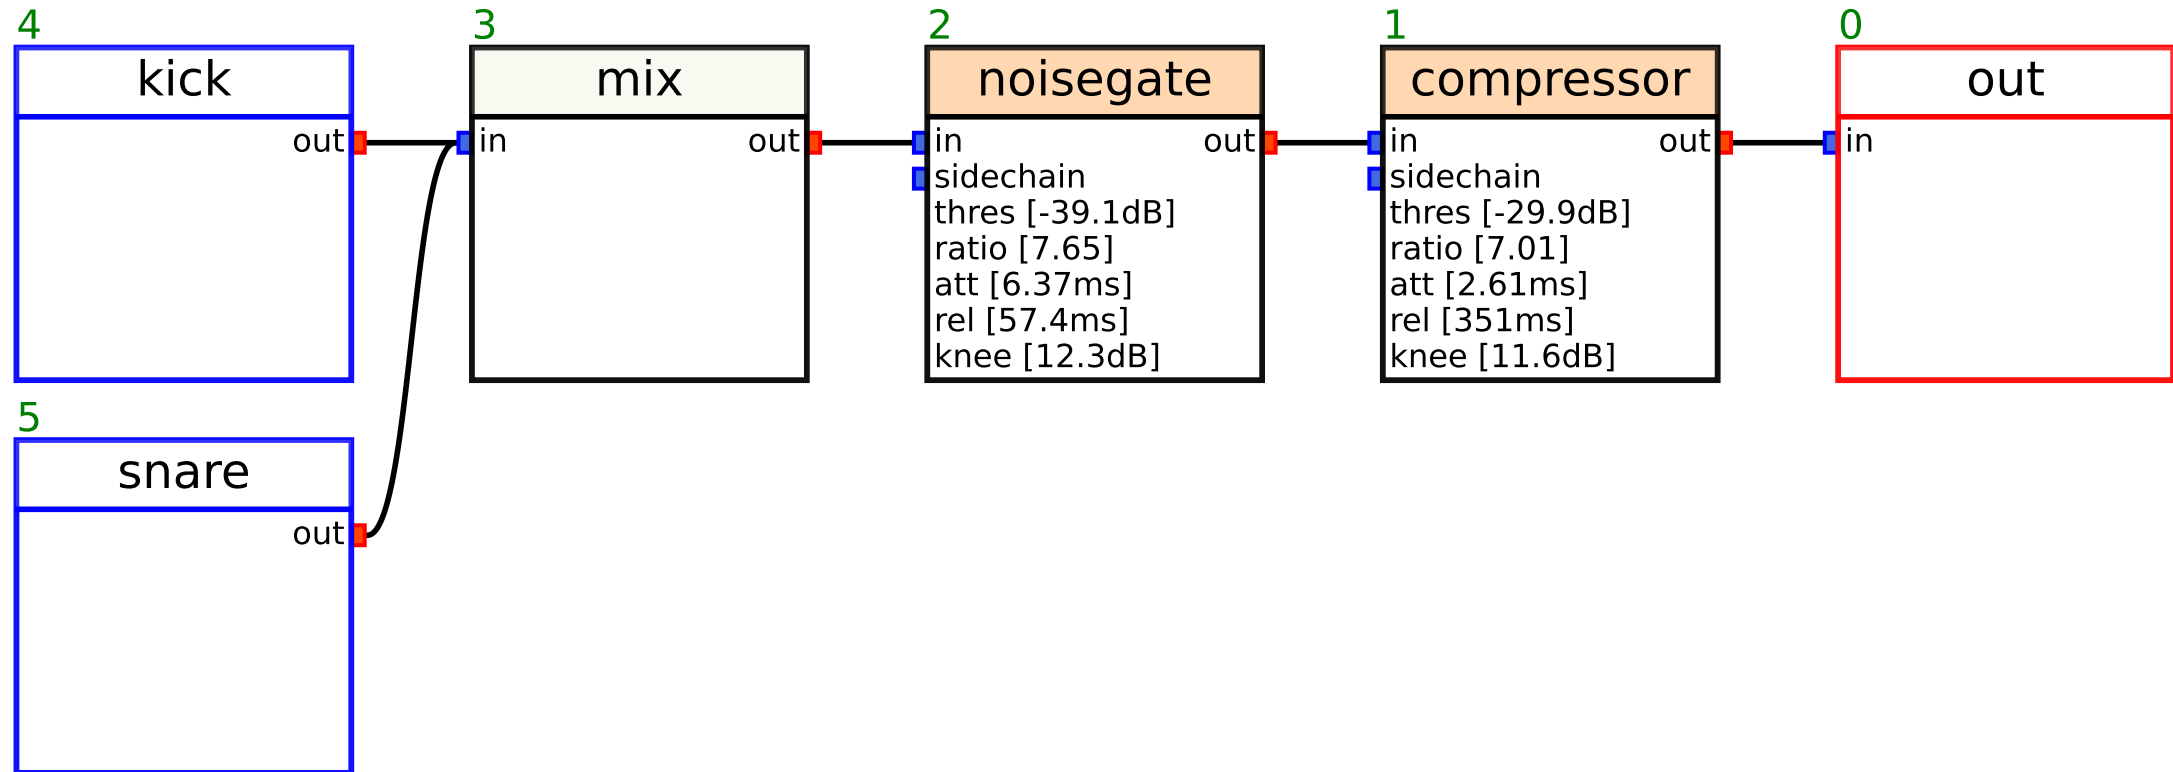 4
kick
out
3
mix
in
out
2
noisegate
in
out
sidechain
thres [-39.1dB]
ratio [7.65]
att [6.37ms]
rel [57.4ms]
knee [12.3dB]
1
compressor
in
out
sidechain
thres [-29.9dB]
ratio [7.01]
att [2.61ms]
rel [351ms]
knee [11.6dB]
0
out
in
5
snare
out